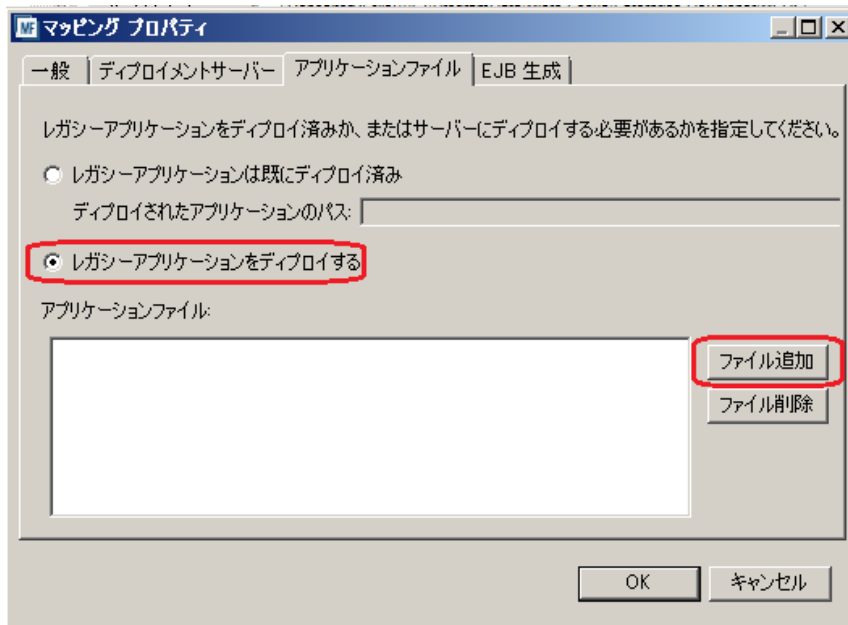 MF マッピング プロパティ
一般 ディプロイメントサーバー アプリケーションファイル EJB 生成
レガシーアプリケーションをディプロイ済みか、またはサーバーにディプロイする必要があるかを指定してください。
レガシーアプリケーションは既にディプロイ済み
ディプロイされたアプリケーションのパス:
レガシーアプリケーションをディプロイする
アプリケーションファイル:
ファイル追加
ファイル削除
OK キャンセル